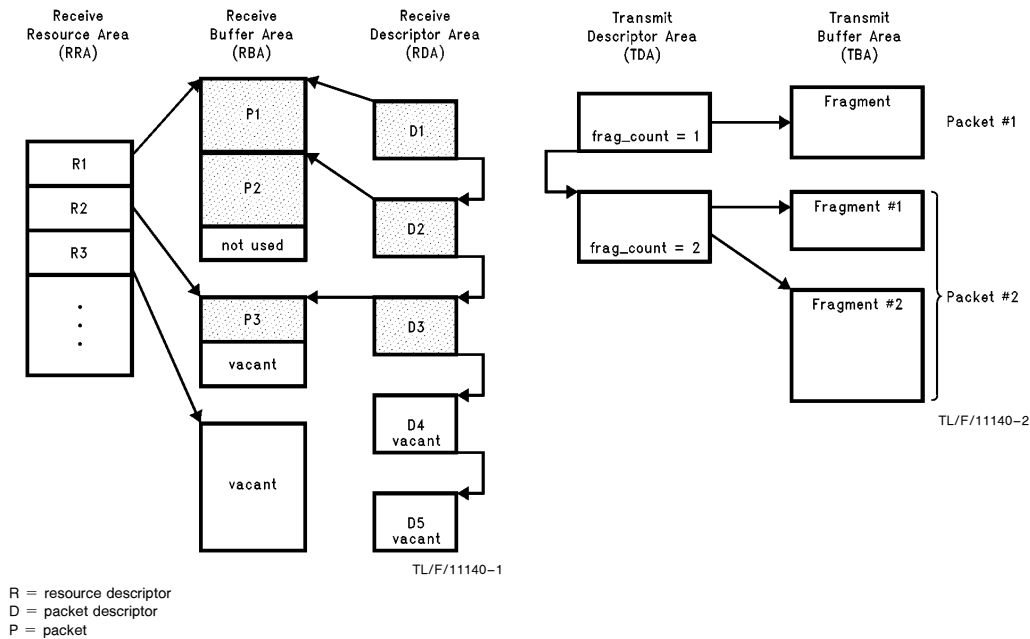 Receive
Resource Area
(RRA)
Receive
Buffer Area
(RBA)
Receive
Descriptor Area
(RDA)
R1
R2
R3
P1
P2
not used
P3
vacant
vacant
D1
D2
D3
D4
vacant
D5
vacant
TL/F/11140–1
R = resource descriptor
D = packet descriptor
P = packet
Transmit
Descriptor Area
(TDA)
Transmit
Buffer Area
(TBA)
frag_count = 1
Fragment
Packet #1
frag_count = 2
Fragment #1
Fragment #2
Packet #2
TL/F/11140–2